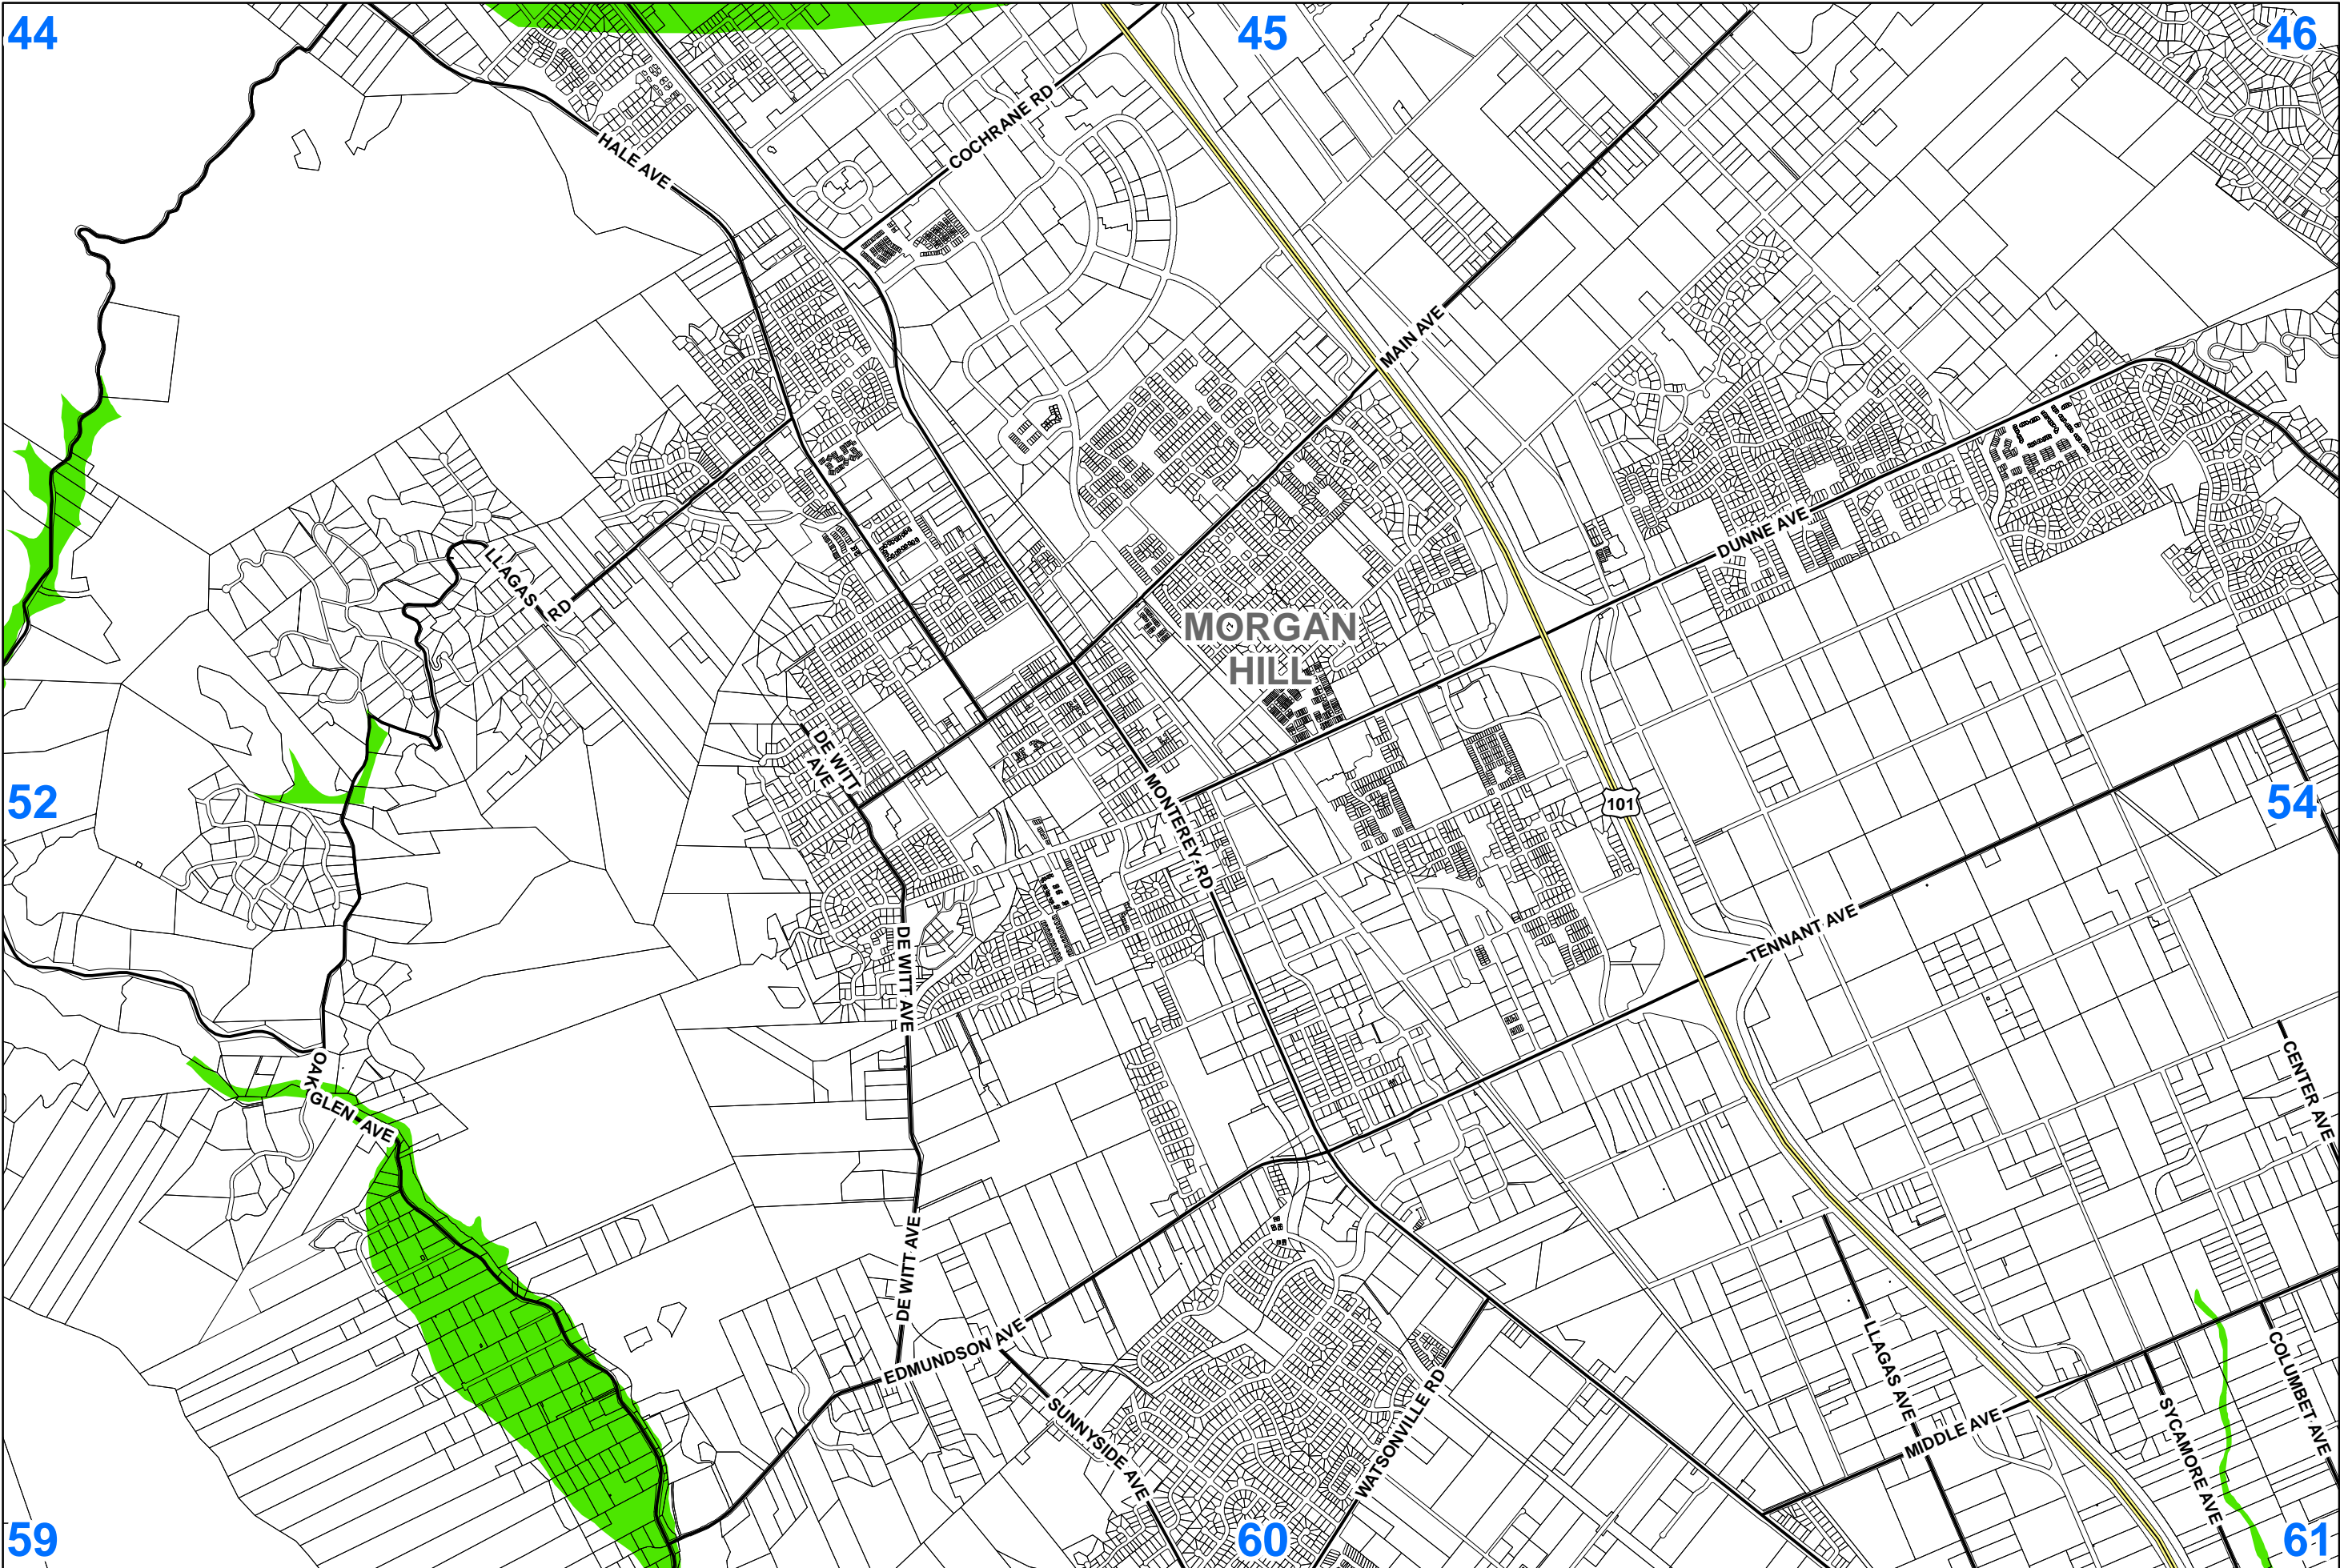 44
45
46
HALE AVE
COCHRANE RD
MAIN AVE
LLAGAS RD
DUNNE AVE
MORGAN
HILL
DE WITT
AVE
MONTEREY RD
52
101
54
DE WITT AVE
TENNANT AVE
OAK GLEN AVE
CENTER AVE
DE WITT AVE
EDMUNDSON AVE
SUNNYSIDE AVE
WATSONVILLE RD
LLAGAS AVE
MIDDLE AVE
SYCAMORE AVE
COLUMBET AVE
59
60
61